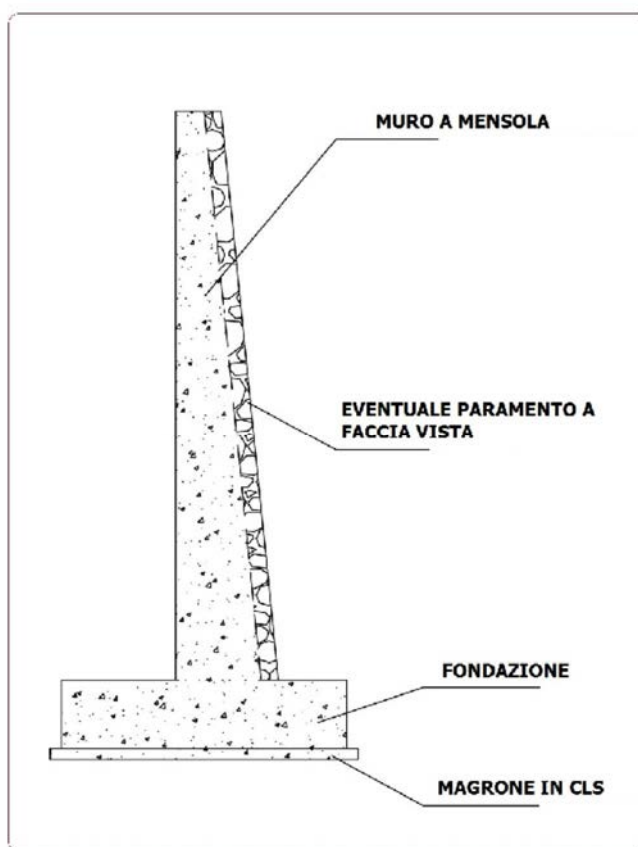 MURO A MENSOLA
EVENTUALE PARAMENTO A
FACCIA VISTA
FONDAZIONE
MAGRONE IN CLS